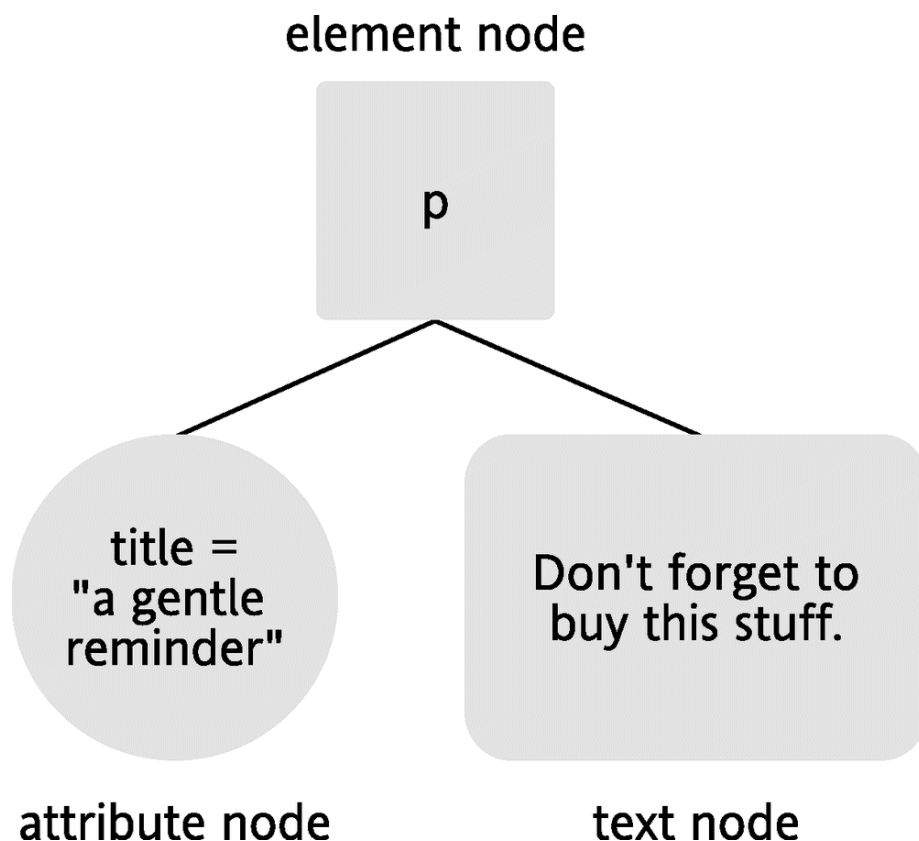 element node
p
title =
"a gentle
reminder"
Don't forget to
buy this stuff.
attribute node
text node